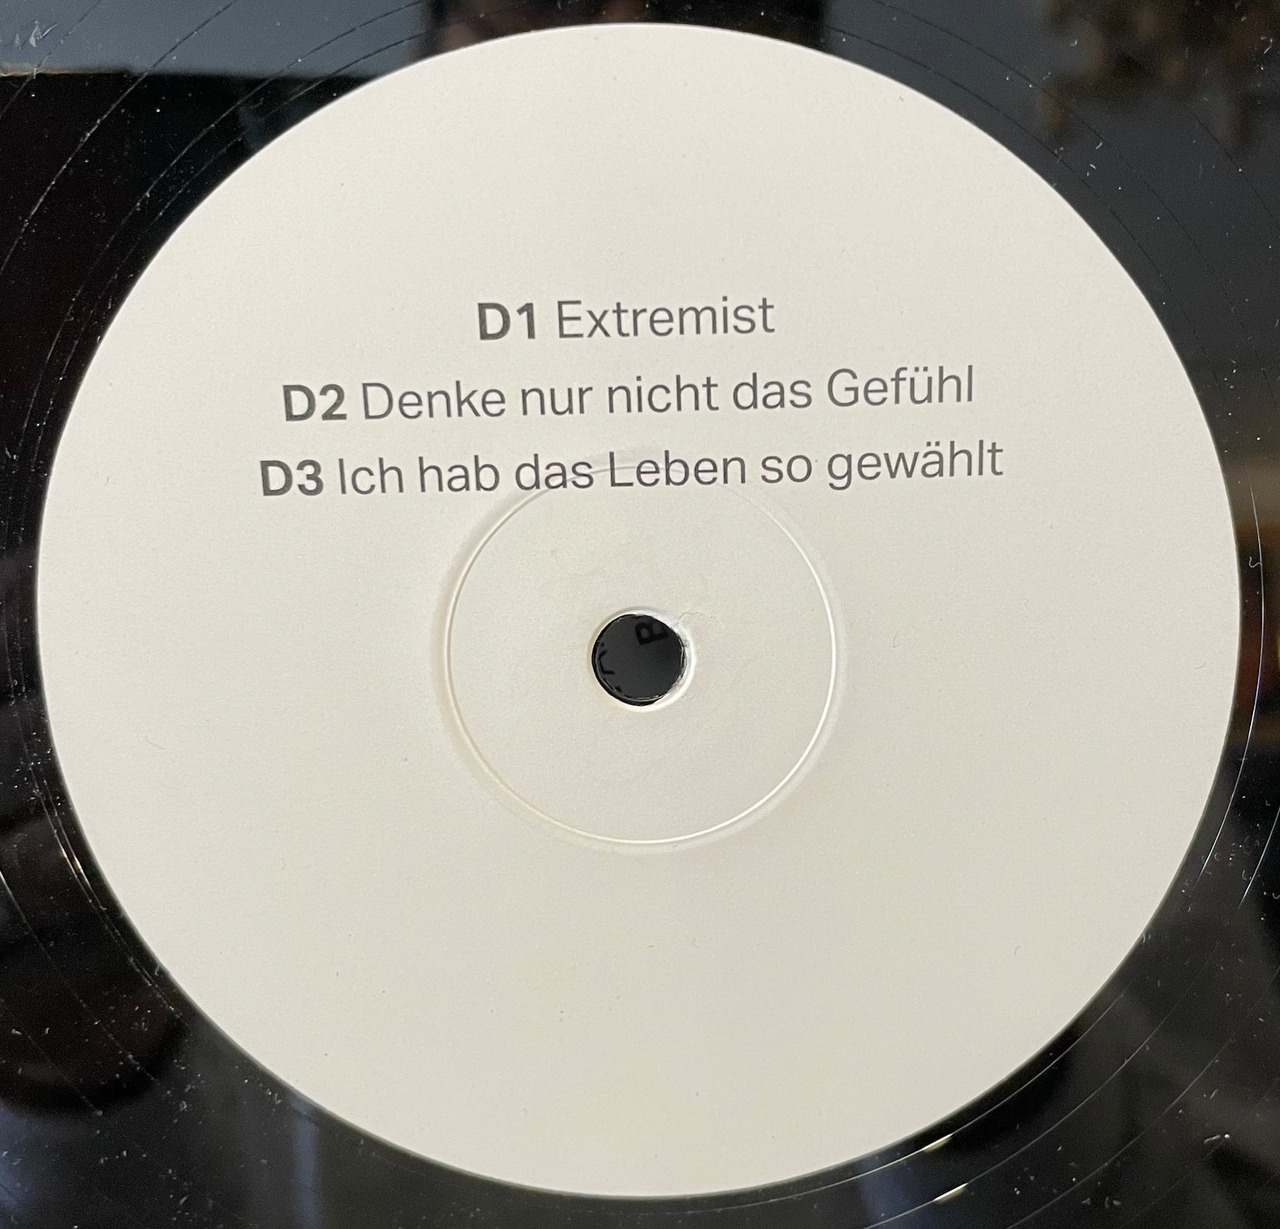 D1 Extremist
D2 Denke nur nicht das Gefühl
D3 Ich hab das Leben so gewählt
B